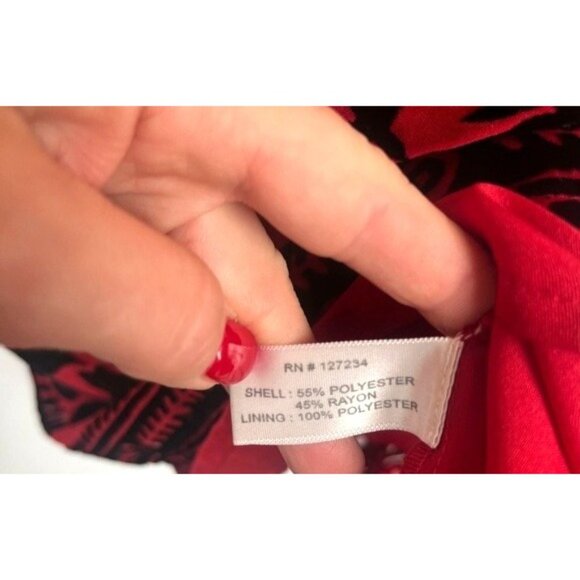 RN # 127234
SHELL : 55% POLYESTER
45% RAYON
LINING : 100% POLYESTER